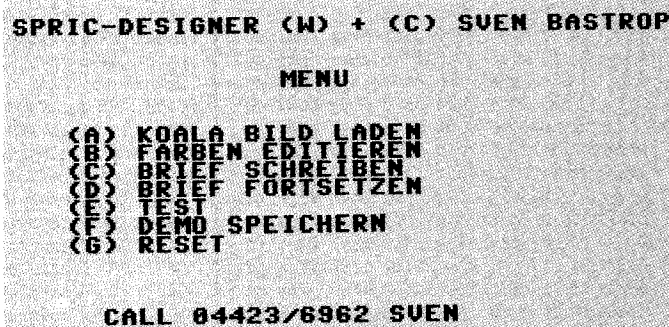 SPRIC-DESIGNER (W) + (C) SVEN BASTROP
MENU
(A) KOALA BILD LADEN
(B) FARBEN EDITIEREN
(C) BRIEF SCHREIBEN
(D) BRIEF FORTSETZEN
(E) TEST
(F) DEMO SPEICHERN
(G) RESET
CALL 04423/6962 SVEN